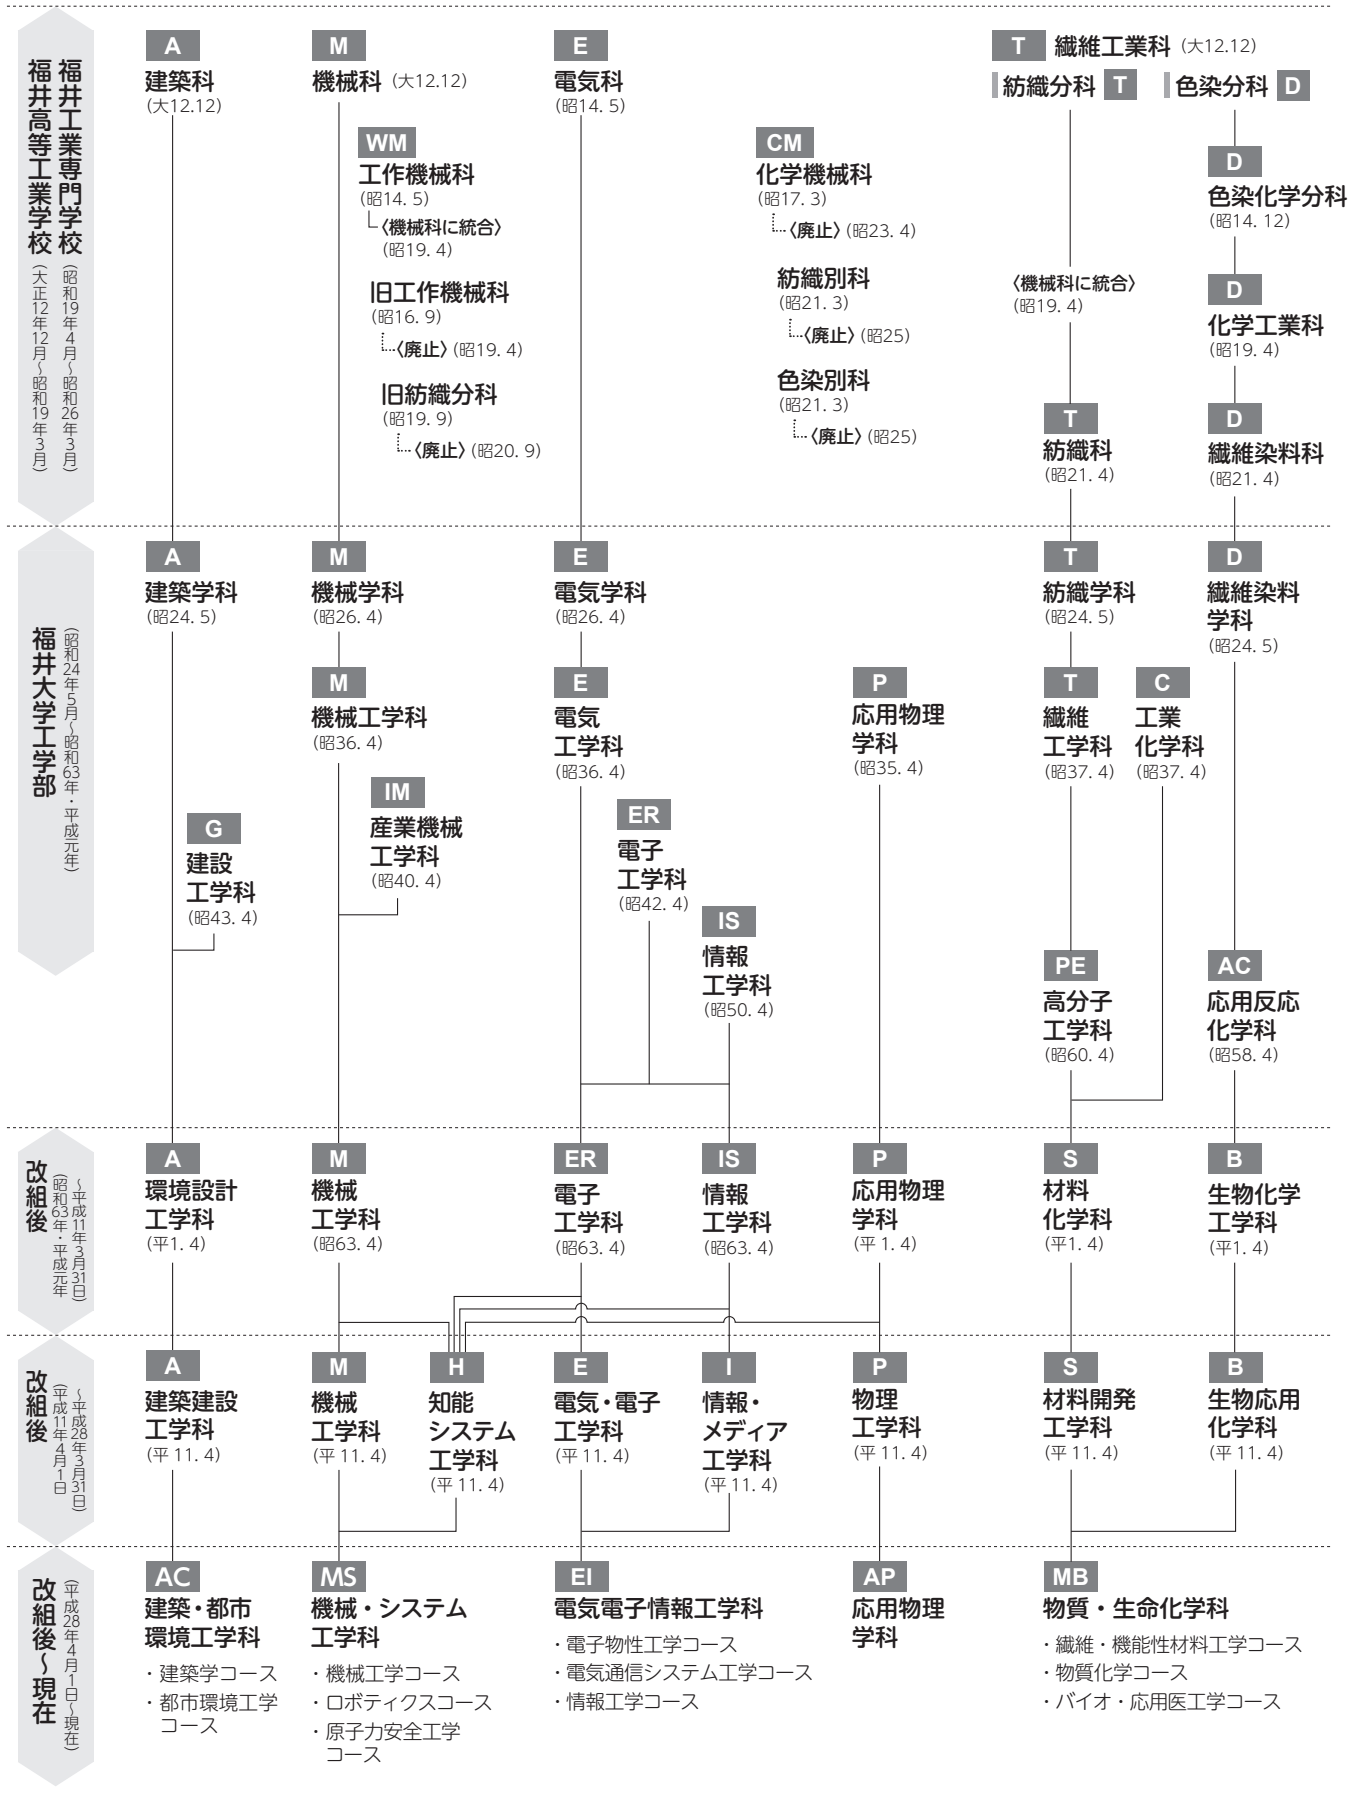 福井工業専門学校
(昭和19年4月〜昭和26年3月)
福井高等工業学校
(大正12年12月〜昭和19年3月)
A
建築科
(大12.12)
M
機械科 (大12.12)
WM
工作機械科
(昭14. 5)
〈機械科に統合〉
(昭19. 4)
旧工作機械科
(昭16. 9)
〈廃止〉(昭19. 4)
旧紡織分科
(昭19. 9)
〈廃止〉(昭20. 9)
E
電気科
(昭14. 5)
CM
化学機械科
(昭17. 3)
〈廃止〉(昭23. 4)
紡織別科
(昭21. 3)
〈廃止〉(昭25)
色染別科
(昭21. 3)
〈廃止〉(昭25)
T 繊維工業科 (大12.12)
紡織分科 T
色染分科 D
〈機械科に統合〉
(昭19. 4)
T
紡織科
(昭21. 4)
D
色染化学分科
(昭14. 12)
D
化学工業科
(昭19. 4)
D
繊維染料科
(昭21. 4)
福井大学工学部
(昭和24年5月〜昭和63年・平成元年)
A
建築学科
(昭24. 5)
G
建設
工学科
(昭43. 4)
M
機械学科
(昭26. 4)
M
機械工学科
(昭36. 4)
IM
産業機械
工学科
(昭40. 4)
E
電気学科
(昭26. 4)
E
電気
工学科
(昭36. 4)
ER
電子
工学科
(昭42. 4)
IS
情報
工学科
(昭50. 4)
P
応用物理
学科
(昭35. 4)
T
紡織学科
(昭24. 5)
T
繊維
工学科
(昭37. 4)
C
工業
化学科
(昭37. 4)
PE
高分子
工学科
(昭60. 4)
D
繊維染料
学科
(昭24. 5)
AC
応用反応
化学科
(昭58. 4)
改組後
(昭和63年・平成元年
〜平成11年3月31日)
A
環境設計
工学科
(平1. 4)
M
機械
工学科
(昭63. 4)
ER
電子
工学科
(昭63. 4)
IS
情報
工学科
(昭63. 4)
P
応用物理
学科
(平 1. 4)
S
材料
化学科
(平1. 4)
B
生物化学
工学科
(平1. 4)
改組後
(平成11年4月1日
〜平成28年3月31日)
A
建築建設
工学科
(平 11. 4)
M
機械
工学科
(平 11. 4)
H
知能
システム
工学科
(平 11. 4)
E
電気・電子
工学科
(平 11. 4)
I
情報・
メディア
工学科
(平 11. 4)
P
物理
工学科
(平 11. 4)
S
材料開発
工学科
(平 11. 4)
B
生物応用
化学科
(平 11. 4)
改組後〜現在
(平成28年4月1日〜現在)
AC
建築・都市
環境工学科
・建築学コース
・都市環境工学
コース
MS
機械・システム
工学科
・機械工学コース
・ロボティクスコース
・原子力安全工学
コース
EI
電気電子情報工学科
・電子物性工学コース
・電気通信システム工学コース
・情報工学コース
AP
応用物理
学科
MB
物質・生命化学科
・繊維・機能性材料工学コース
・物質化学コース
・バイオ・応用医工学コース